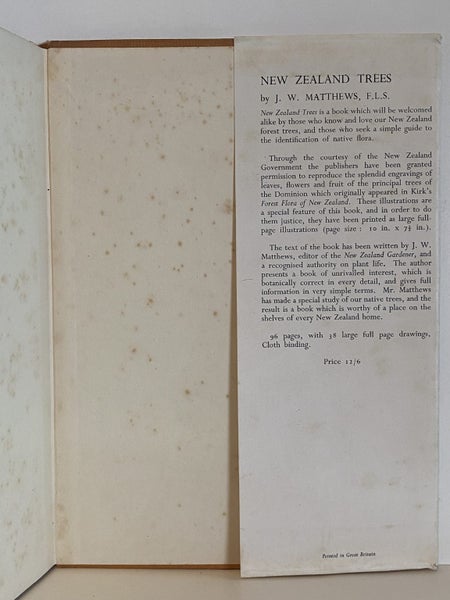 NEW ZEALAND TREES
by J. W. MATTHEWS, F.L.S.
New Zealand Trees is a book which will be welcomed
alike by those who know and love our New Zealand
forest trees, and those who seek a simple guide to
the identification of native flora.
Through the courtesy of the New Zealand
Government the publishers have been granted
permission to reproduce the splendid engravings of
leaves, flowers and fruit of the principal trees of
the Dominion which originally appeared in Kirk's
Forest Flora of New Zealand. These illustrations are
a special feature of this book, and in order to do
them justice, they have been printed as large full-
page illustrations (page size : 10 in. x 7½ in.).
The text of the book has been written by J. W.
Matthews, editor of the New Zealand Gardener, and
a recognised authority on plant life. The author
presents a book of unrivalled interest, which is
botanically correct in every detail, and gives full
information in very simple terms. Mr. Matthews
has made a special study of our native trees, and the
result is a book which is worthy of a place on the
shelves of every New Zealand home.
96 pages, with 38 large full page drawings,
Cloth binding.
Price 12/6
Printed in Great Britain